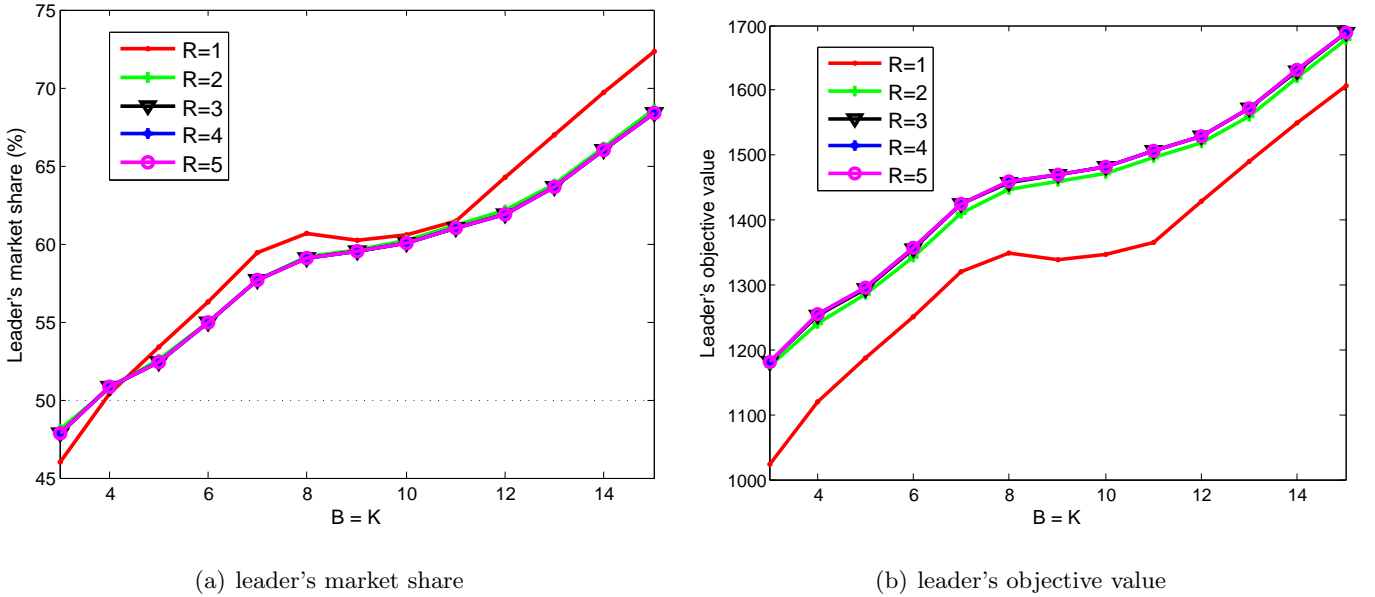 75
70
65
60
55
50
45
4
6
8
10
12
14
Leader's market share (%)
B = K
R=1
R=2
R=3
R=4
R=5
(a) leader's market share
1700
1600
1500
1400
1300
1200
1100
1000
4
6
8
10
12
14
Leader's objective value
B = K
R=1
R=2
R=3
R=4
R=5
(b) leader's objective value